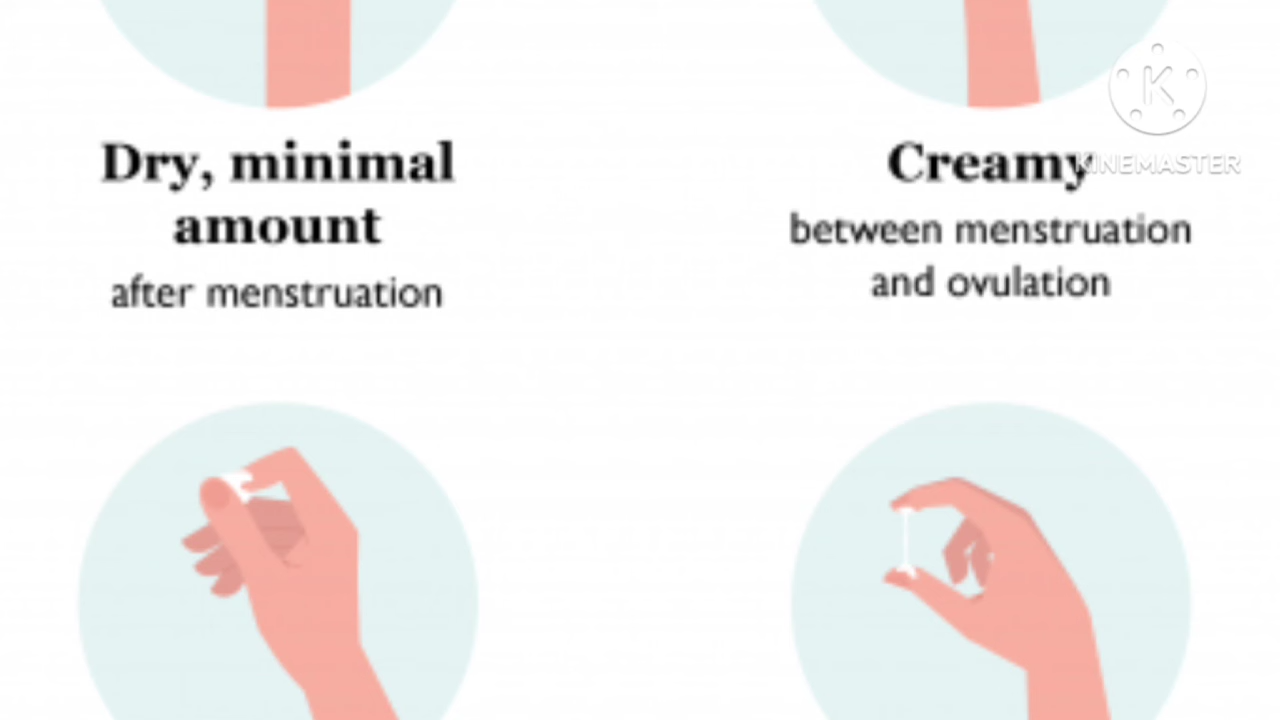 Dry, minimal
amount
after menstruation
Creamy
between menstruation
and ovulation
K
KINEMASTER